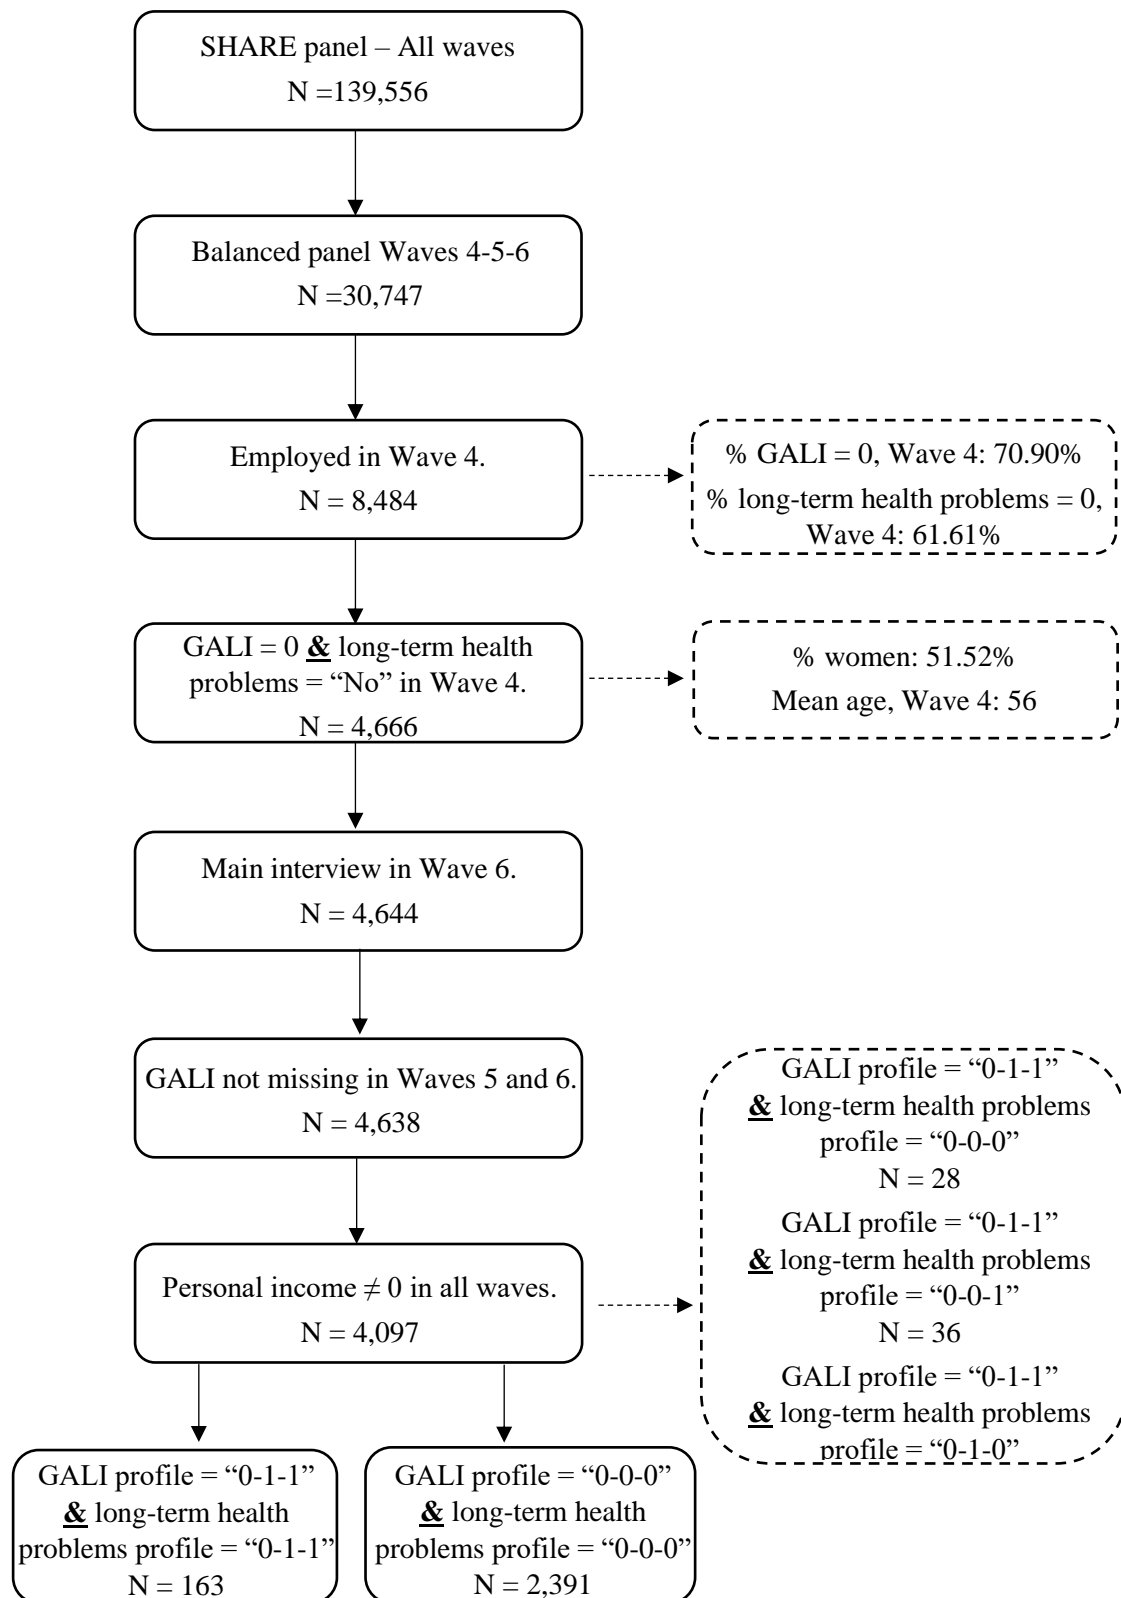 SHARE panel – All waves
N =139,556
Balanced panel Waves 4-5-6
N =30,747
Employed in Wave 4.
N = 8,484
% GALI = 0, Wave 4: 70.90%
% long-term health problems = 0,
Wave 4: 61.61%
GALI = 0 & long-term health
problems = “No” in Wave 4.
N = 4,666
% women: 51.52%
Mean age, Wave 4: 56
Main interview in Wave 6.
N = 4,644
GALI not missing in Waves 5 and 6.
N = 4,638
Personal income ≠ 0 in all waves.
N = 4,097
GALI profile = “0-1-1”
& long-term health problems
profile = “0-0-0”
N = 28
GALI profile = “0-1-1”
& long-term health problems
profile = “0-0-1”
N = 36
GALI profile = “0-1-1”
& long-term health problems
profile = “0-1-0”
GALI profile = “0-1-1”
& long-term health
problems profile = “0-1-1”
N = 163
GALI profile = “0-0-0”
& long-term health
problems profile = “0-0-0”
N = 2,391